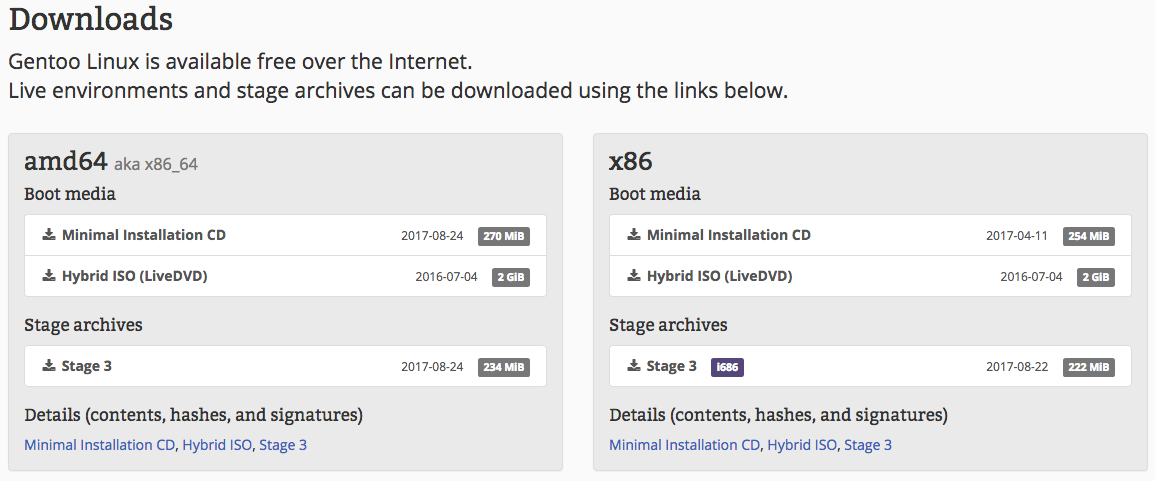 Downloads
Gentoo Linux is available free over the Internet.
Live environments and stage archives can be downloaded using the links below.
amd64 aka x86_64
Boot media
Minimal Installation CD 2017-08-24 270 MiB
Hybrid ISO (LiveDVD) 2016-07-04 2 GiB
Stage archives
Stage 3 2017-08-24 234 MiB
Details (contents, hashes, and signatures)
Minimal Installation CD, Hybrid ISO, Stage 3
x86
Boot media
Minimal Installation CD 2017-04-11 254 MiB
Hybrid ISO (LiveDVD) 2016-07-04 2 GiB
Stage archives
Stage 3 i686 2017-08-22 222 MiB
Details (contents, hashes, and signatures)
Minimal Installation CD, Hybrid ISO, Stage 3